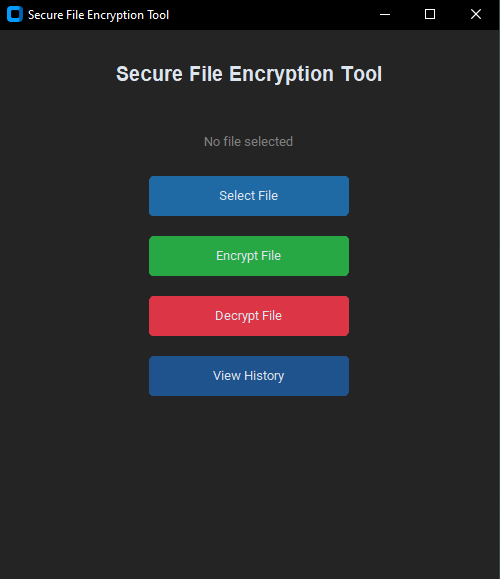 Secure File Encryption Tool
Secure File Encryption Tool
No file selected
Select File
Encrypt File
Decrypt File
View History